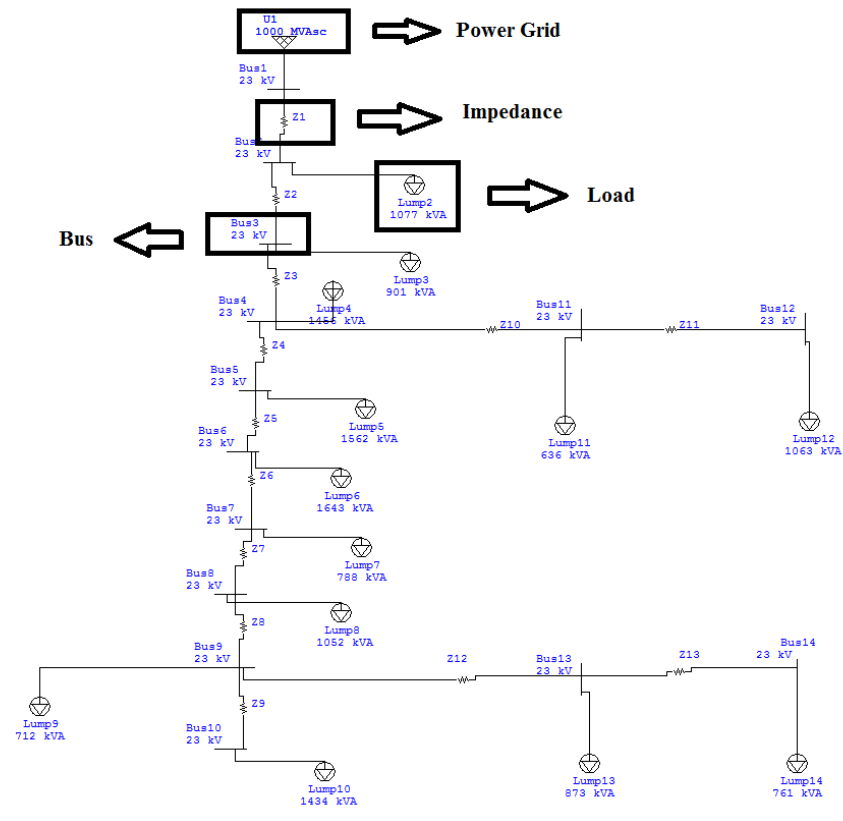 U1
1000 MVAsc
Power Grid
Bus1
23 kV
Z1
Impedance
23 kV
Z2
Lump2
1077 kVA
Load
Bus3
23 kV
Bus
Z3
Lump3
901 kVA
Bus4
23 kV
Lump4
Z10
Bus11
23 kV
Z11
Bus12
23 kV
Z4
Bus5
23 kV
Z5
Lump5
1562 kVA
Lump11
636 kVA
Lump12
1063 kVA
Bus6
23 kV
Z6
Lump6
1643 kVA
Bus7
23 kV
Z7
Lump7
788 kVA
Bus8
23 kV
Z8
Lump8
1052 kVA
Bus9
23 kV
Z12
Bus13
23 kV
Z13
Bus14
23 kV
Z9
Lump9
712 kVA
Bus10
23 kV
Lump10
1434 kVA
Lump13
873 kVA
Lump14
761 kVA